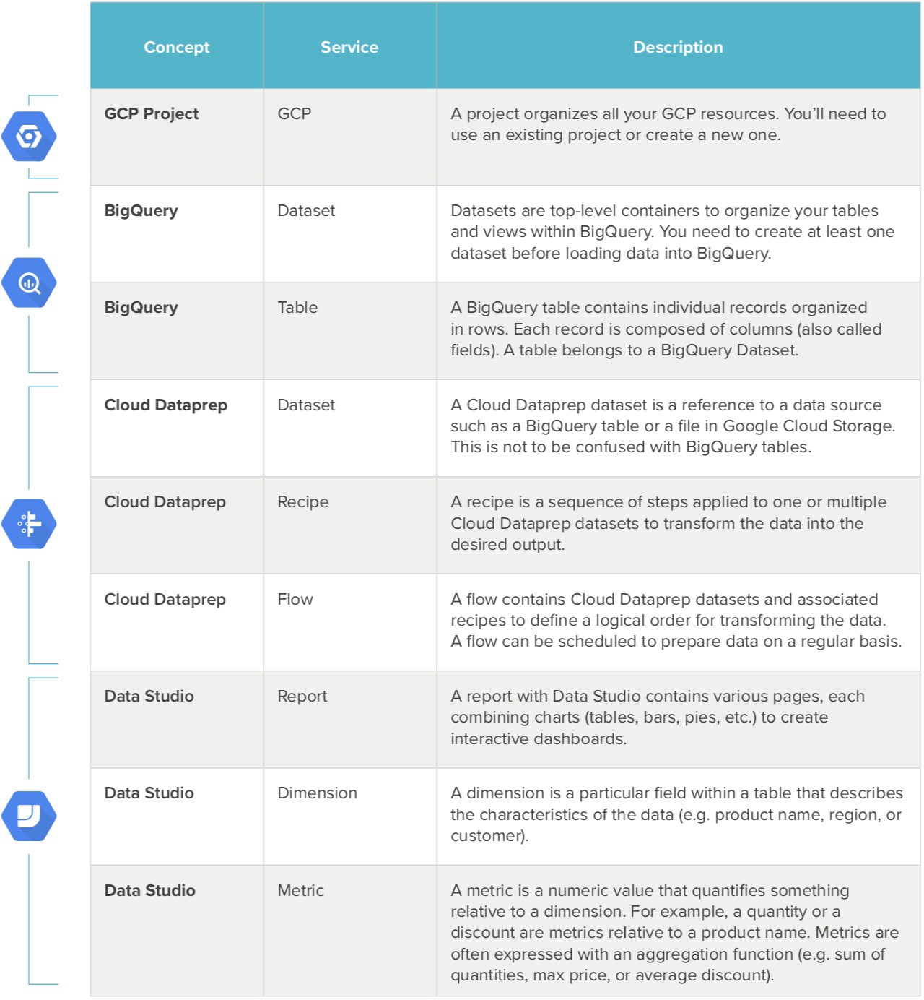 Concept Service Description
GCP Project GCP A project organizes all your GCP resources. You’ll need to
use an existing project or create a new one.
BigQuery Dataset Datasets are top-level containers to organize your tables
and views within BigQuery. You need to create at least one
dataset before loading data into BigQuery.
BigQuery Table A BigQuery table contains individual records organized
in rows. Each record is composed of columns (also called
fields). A table belongs to a BigQuery Dataset.
Cloud Dataprep Dataset A Cloud Dataprep dataset is a reference to a data source
such as a BigQuery table or a file in Google Cloud Storage.
This is not to be confused with BigQuery tables.
Cloud Dataprep Recipe A recipe is a sequence of steps applied to one or multiple
Cloud Dataprep datasets to transform the data into the
desired output.
Cloud Dataprep Flow A flow contains Cloud Dataprep datasets and associated
recipes to define a logical order for transforming the data.
A flow can be scheduled to prepare data on a regular basis.
Data Studio Report A report with Data Studio contains various pages, each
combining charts (tables, bars, pies, etc.) to create
interactive dashboards.
Data Studio Dimension A dimension is a particular field within a table that describes
the characteristics of the data (e.g. product name, region, or
customer).
Data Studio Metric A metric is a numeric value that quantifies something
relative to a dimension. For example, a quantity or a
discount are metrics relative to a product name. Metrics are
often expressed with an aggregation function (e.g. sum of
quantities, max price, or average discount).